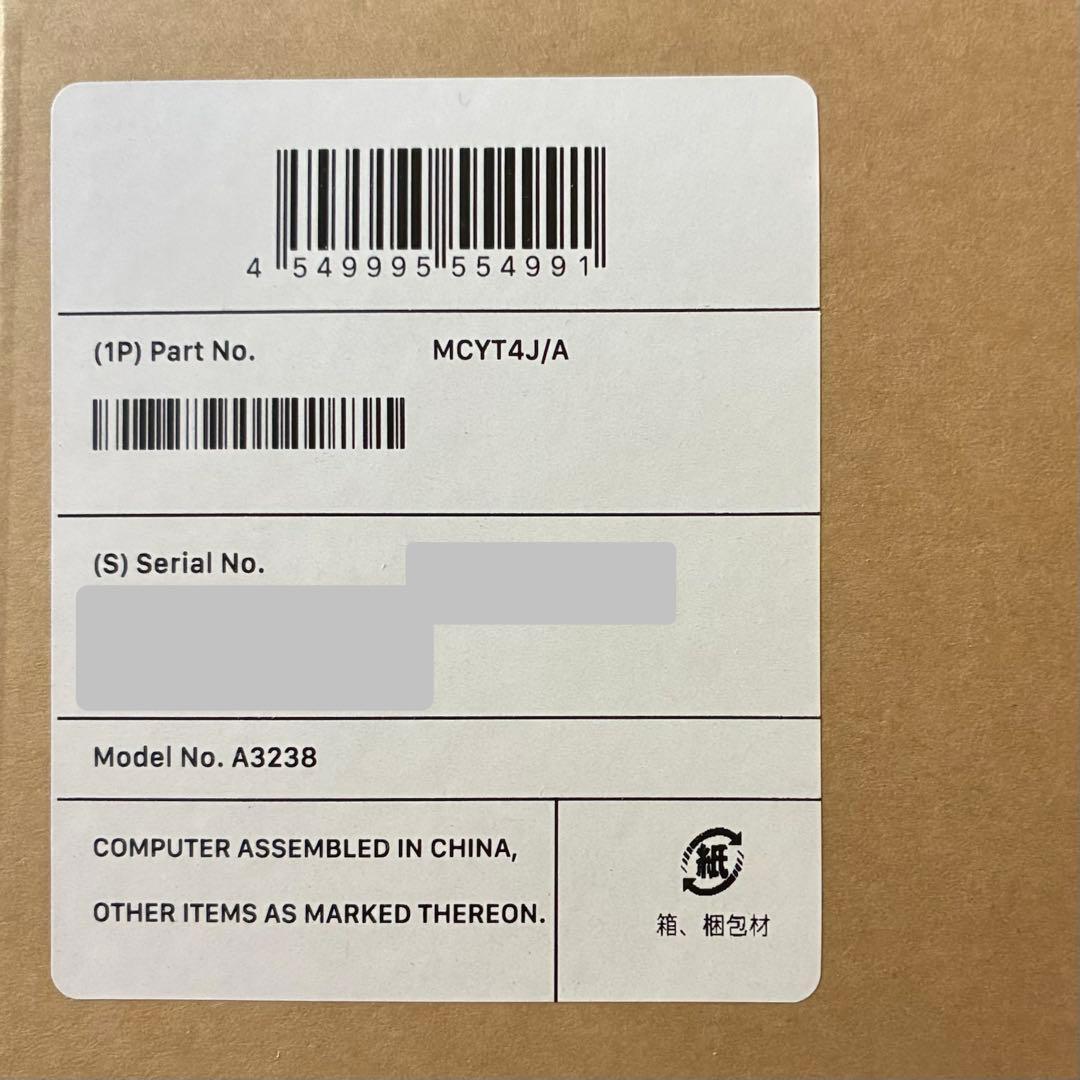 4 549995 554991
(1P) Part No. MCYT4J/A
(S) Serial No.
Model No. A3238
COMPUTER ASSEMBLED IN CHINA,
OTHER ITEMS AS MARKED THEREON.
紙
箱、梱包材